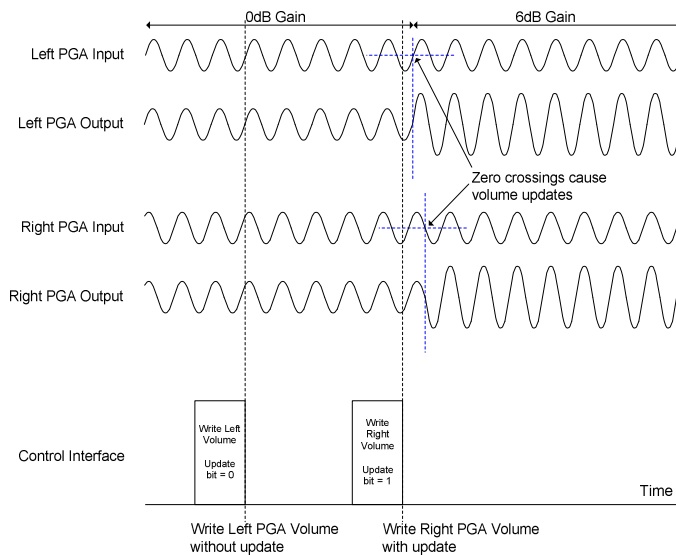 0dB Gain
6dB Gain
Left PGA Input
Left PGA Output
Zero crossings cause
volume updates
Right PGA Input
Right PGA Output
Control Interface
Write Left
Volume
Update
bit = 0
Write
Right
Volume
Update
bit = 1
Time
Write Left PGA Volume
without update
Write Right PGA Volume
with update